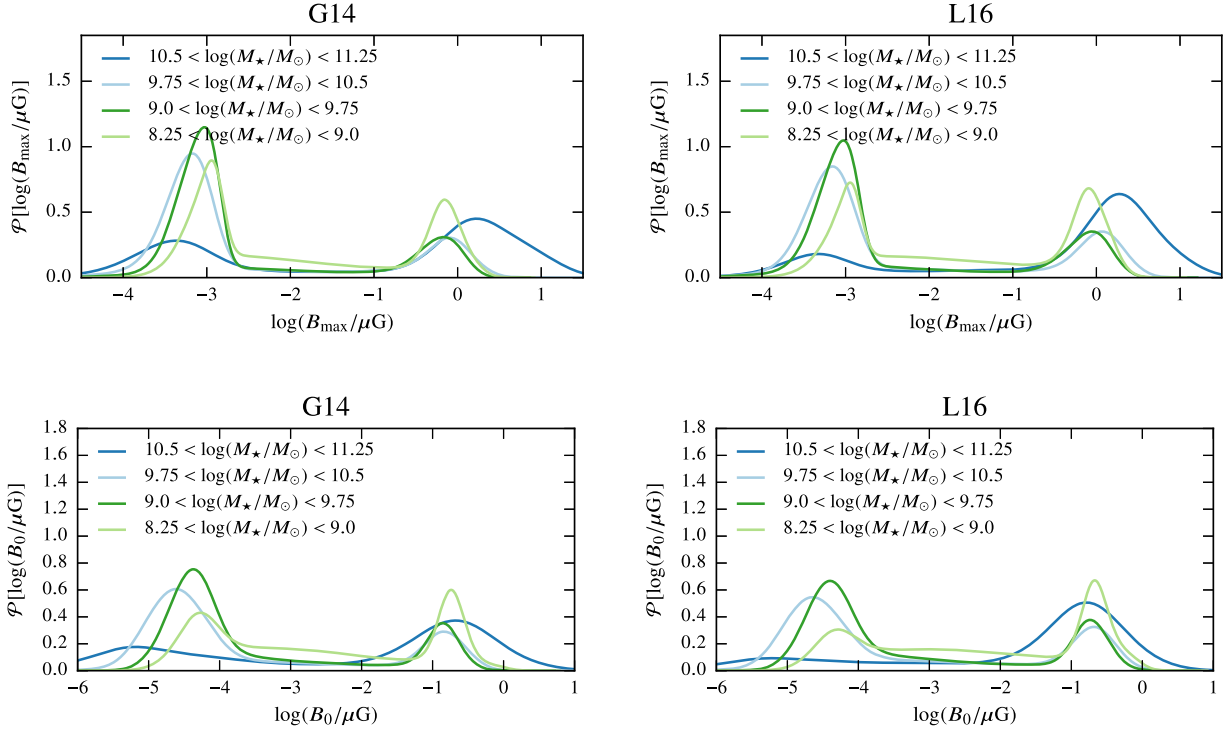 G14
𝒫[log(B_max/μG)]
1.5
1.0
0.5
0.0
10.5 < log(M★/M⊙) < 11.25
9.75 < log(M★/M⊙) < 10.5
9.0 < log(M★/M⊙) < 9.75
8.25 < log(M★/M⊙) < 9.0
−4 −3 −2 −1 0 1
log(B_max/μG)
L16
𝒫[log(B_max/μG)]
1.5
1.0
0.5
0.0
10.5 < log(M★/M⊙) < 11.25
9.75 < log(M★/M⊙) < 10.5
9.0 < log(M★/M⊙) < 9.75
8.25 < log(M★/M⊙) < 9.0
−4 −3 −2 −1 0 1
log(B_max/μG)
G14
𝒫[log(B_0/μG)]
1.8
1.6
1.4
1.2
1.0
0.8
0.6
0.4
0.2
0.0
10.5 < log(M★/M⊙) < 11.25
9.75 < log(M★/M⊙) < 10.5
9.0 < log(M★/M⊙) < 9.75
8.25 < log(M★/M⊙) < 9.0
−6 −5 −4 −3 −2 −1 0 1
log(B_0/μG)
L16
𝒫[log(B_0/μG)]
1.8
1.6
1.4
1.2
1.0
0.8
0.6
0.4
0.2
0.0
10.5 < log(M★/M⊙) < 11.25
9.75 < log(M★/M⊙) < 10.5
9.0 < log(M★/M⊙) < 9.75
8.25 < log(M★/M⊙) < 9.0
−6 −5 −4 −3 −2 −1 0 1
log(B_0/μG)